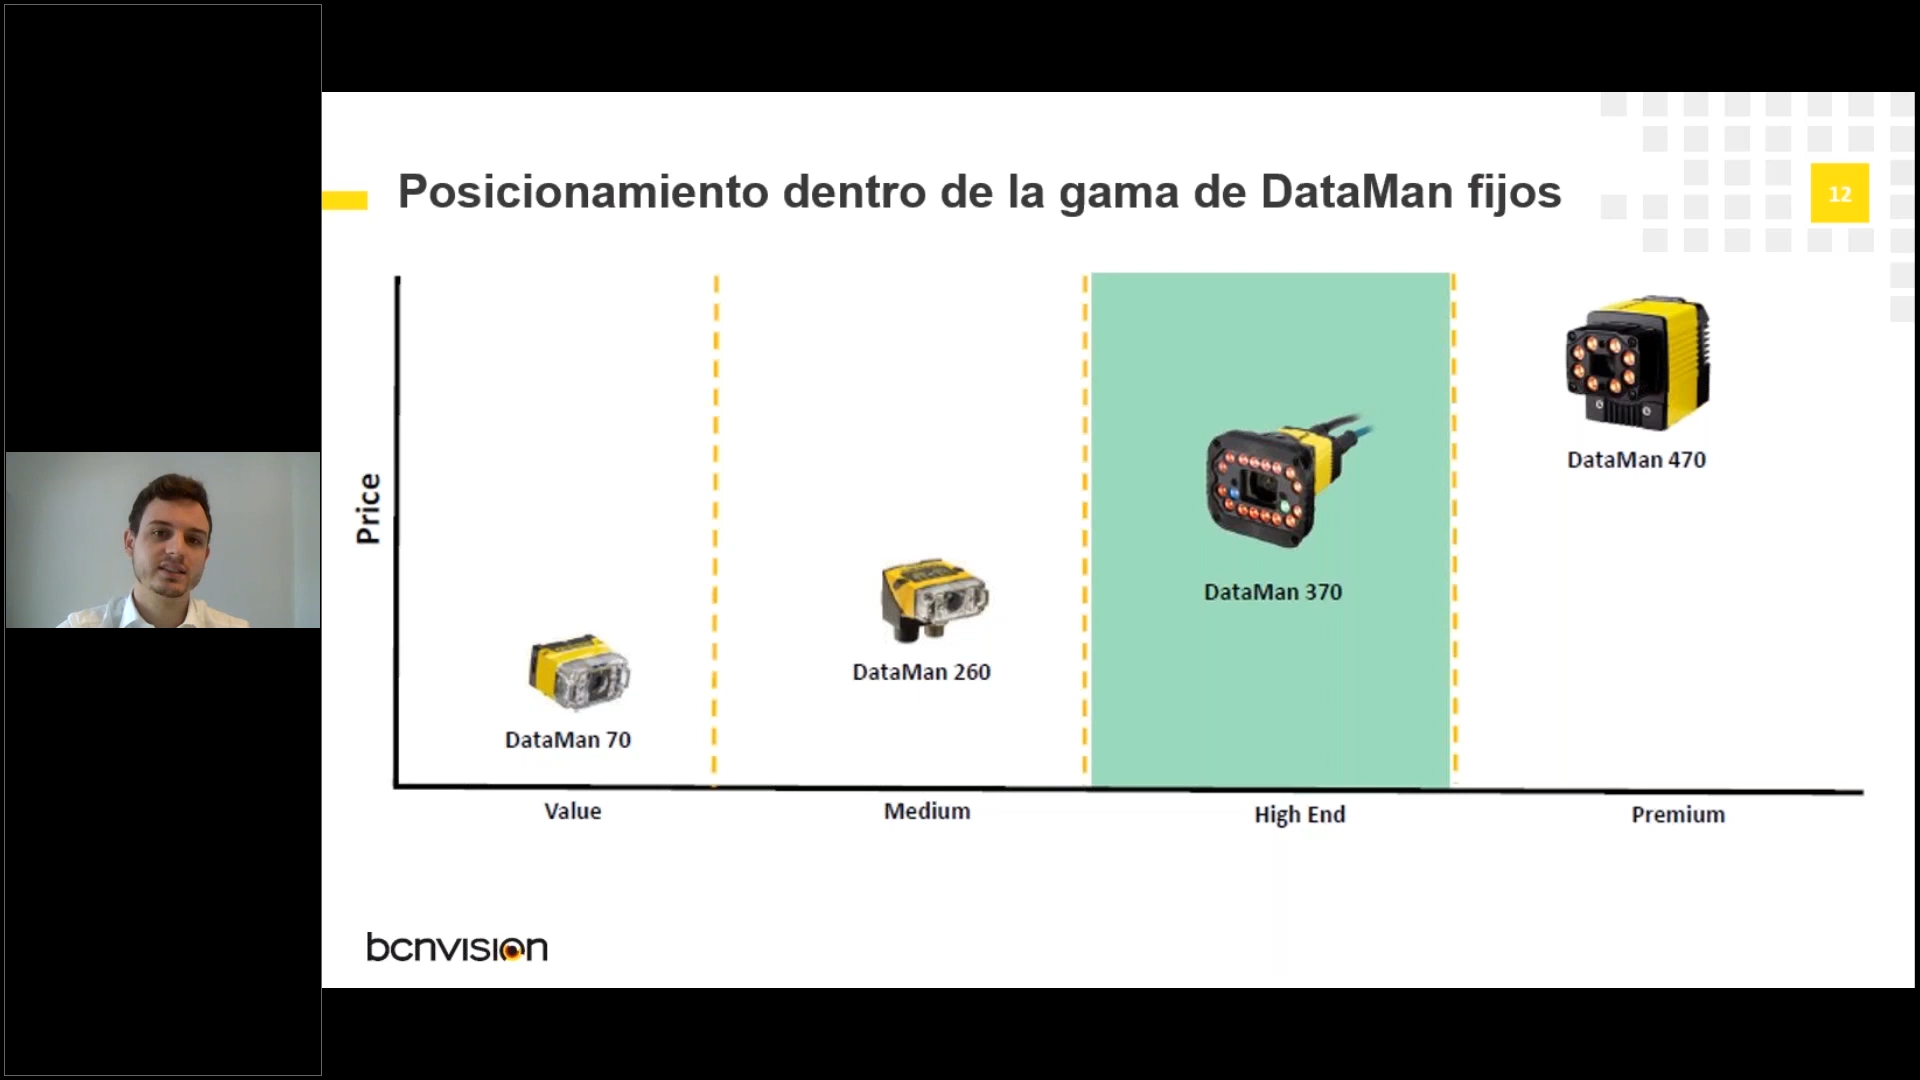 Posicionamiento dentro de la gama de DataMan fijos
12
Price
DataMan 470
DataMan 370
DataMan 260
DataMan 70
Value
Medium
High End
Premium
bcnvision